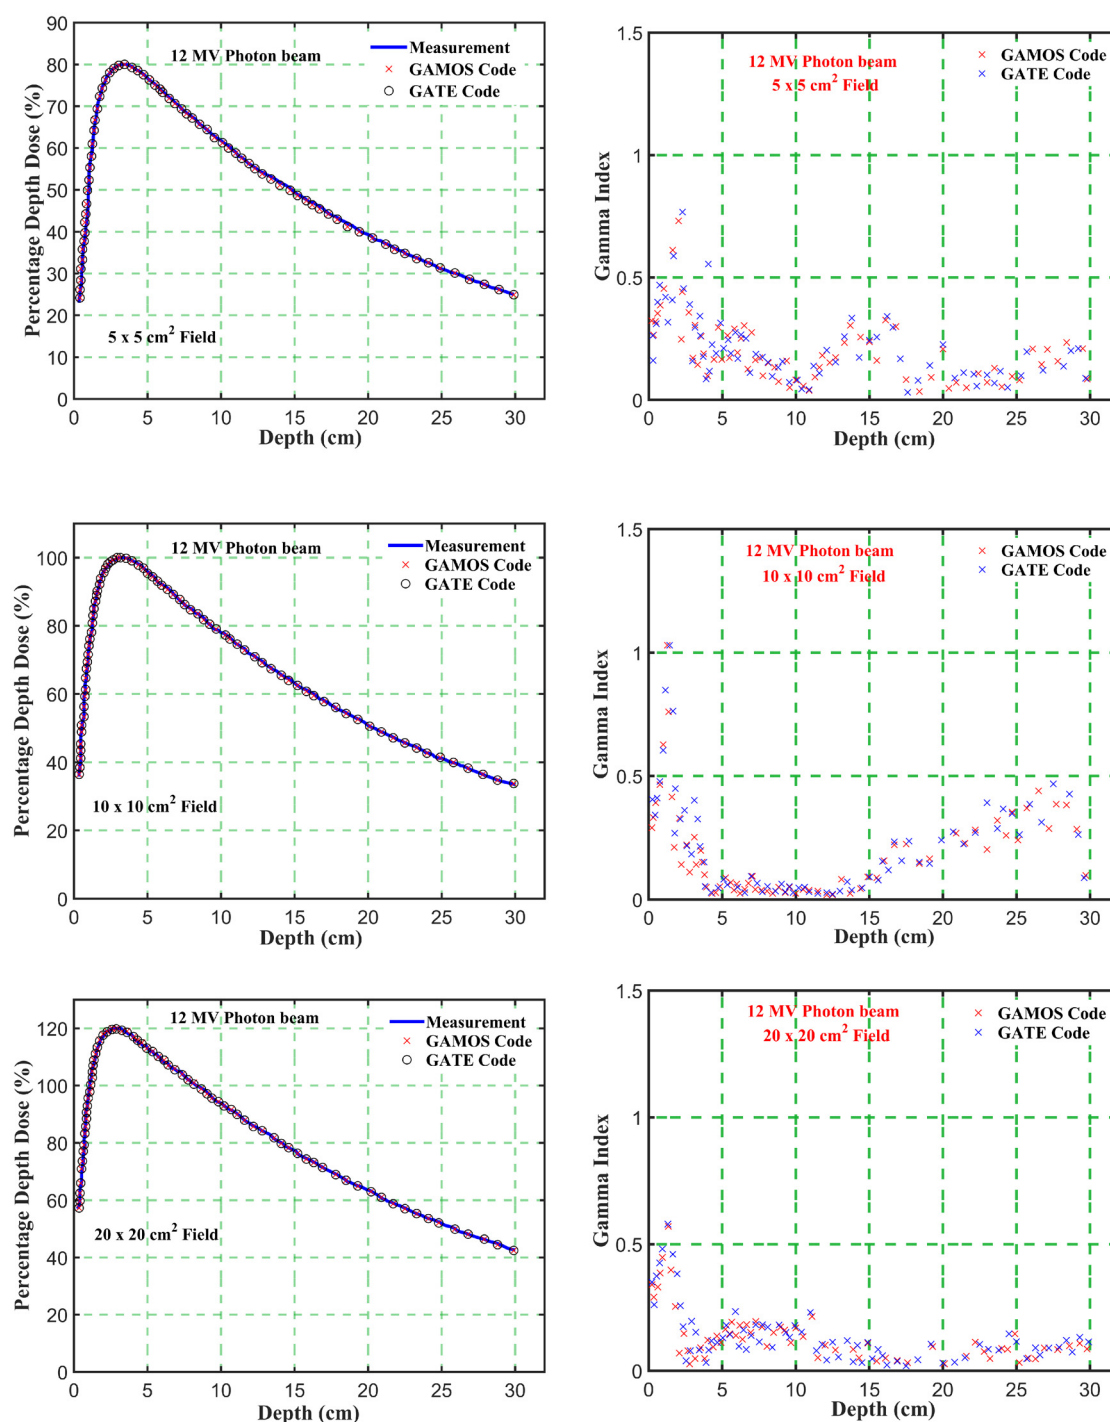 12 MV Photon beam
Measurement
GAMOS Code
GATE Code
5 x 5 cm² Field
Percentage Depth Dose (%)
0
10
20
30
40
50
60
70
80
90
0 5 10 15 20 25 30
Depth (cm)
12 MV Photon beam
5 x 5 cm² Field
GAMOS Code
GATE Code
Gamma Index
0
0.5
1
1.5
0 5 10 15 20 25 30
Depth (cm)
12 MV Photon beam
Measurement
GAMOS Code
GATE Code
10 x 10 cm² Field
Percentage Depth Dose (%)
0
20
40
60
80
100
0 5 10 15 20 25 30
Depth (cm)
12 MV Photon beam
10 x 10 cm² Field
GAMOS Code
GATE Code
Gamma Index
0
0.5
1
1.5
0 5 10 15 20 25 30
Depth (cm)
12 MV Photon beam
Measurement
GAMOS Code
GATE Code
20 x 20 cm² Field
Percentage Depth Dose (%)
0
20
40
60
80
100
120
0 5 10 15 20 25 30
Depth (cm)
12 MV Photon beam
20 x 20 cm² Field
GAMOS Code
GATE Code
Gamma Index
0
0.5
1
1.5
0 5 10 15 20 25 30
Depth (cm)